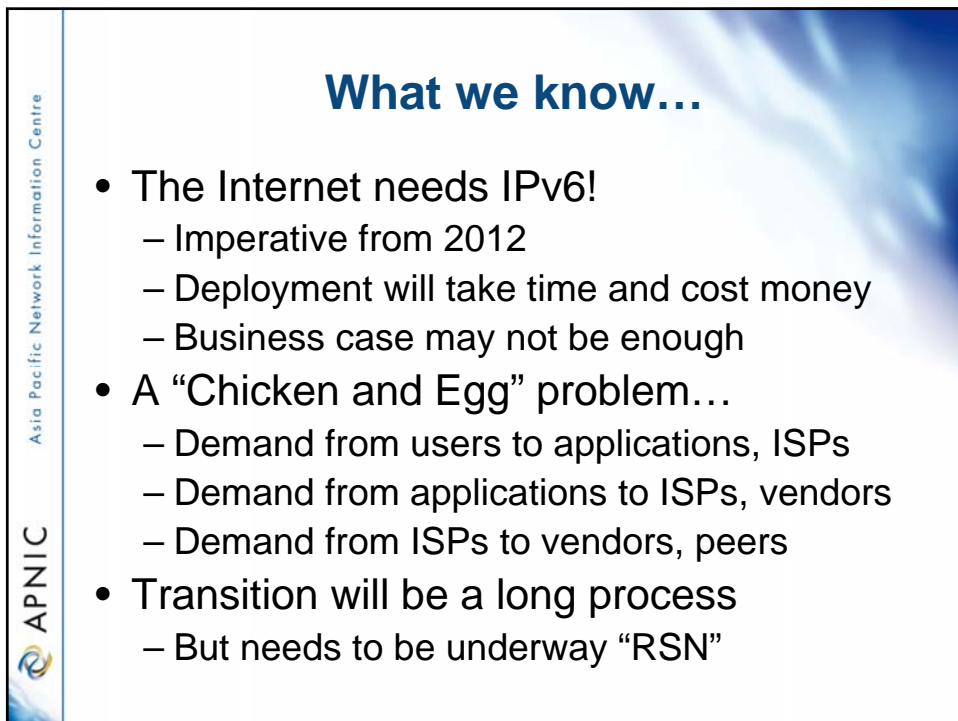 What we know…
• The Internet needs IPv6!
– Imperative from 2012
– Deployment will take time and cost money
– Business case may not be enough
• A “Chicken and Egg” problem…
– Demand from users to applications, ISPs
– Demand from applications to ISPs, vendors
– Demand from ISPs to vendors, peers
• Transition will be a long process
– But needs to be underway “RSN”
Asia Pacific Network Information Centre
APNIC